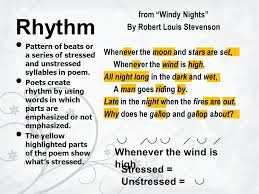 Rhythm
• Pattern of beats or
a series of stressed
and unstressed
syllables in poem.
• Poets create
rhythm by using
words in which
parts are
emphasized or not
emphasized.
• The yellow
highlighted parts
of the poem show
what's stressed.
from “Windy Nights”
By Robert Louis Stevenson
Whenever the moon and stars are set,
Whenever the wind is high,
All night long in the dark and wet,
A man goes riding by.
Late in the night when the fires are out,
Why does he gallop and gallop about?
Whenever the wind is
high
Stressed =
Unstressed =